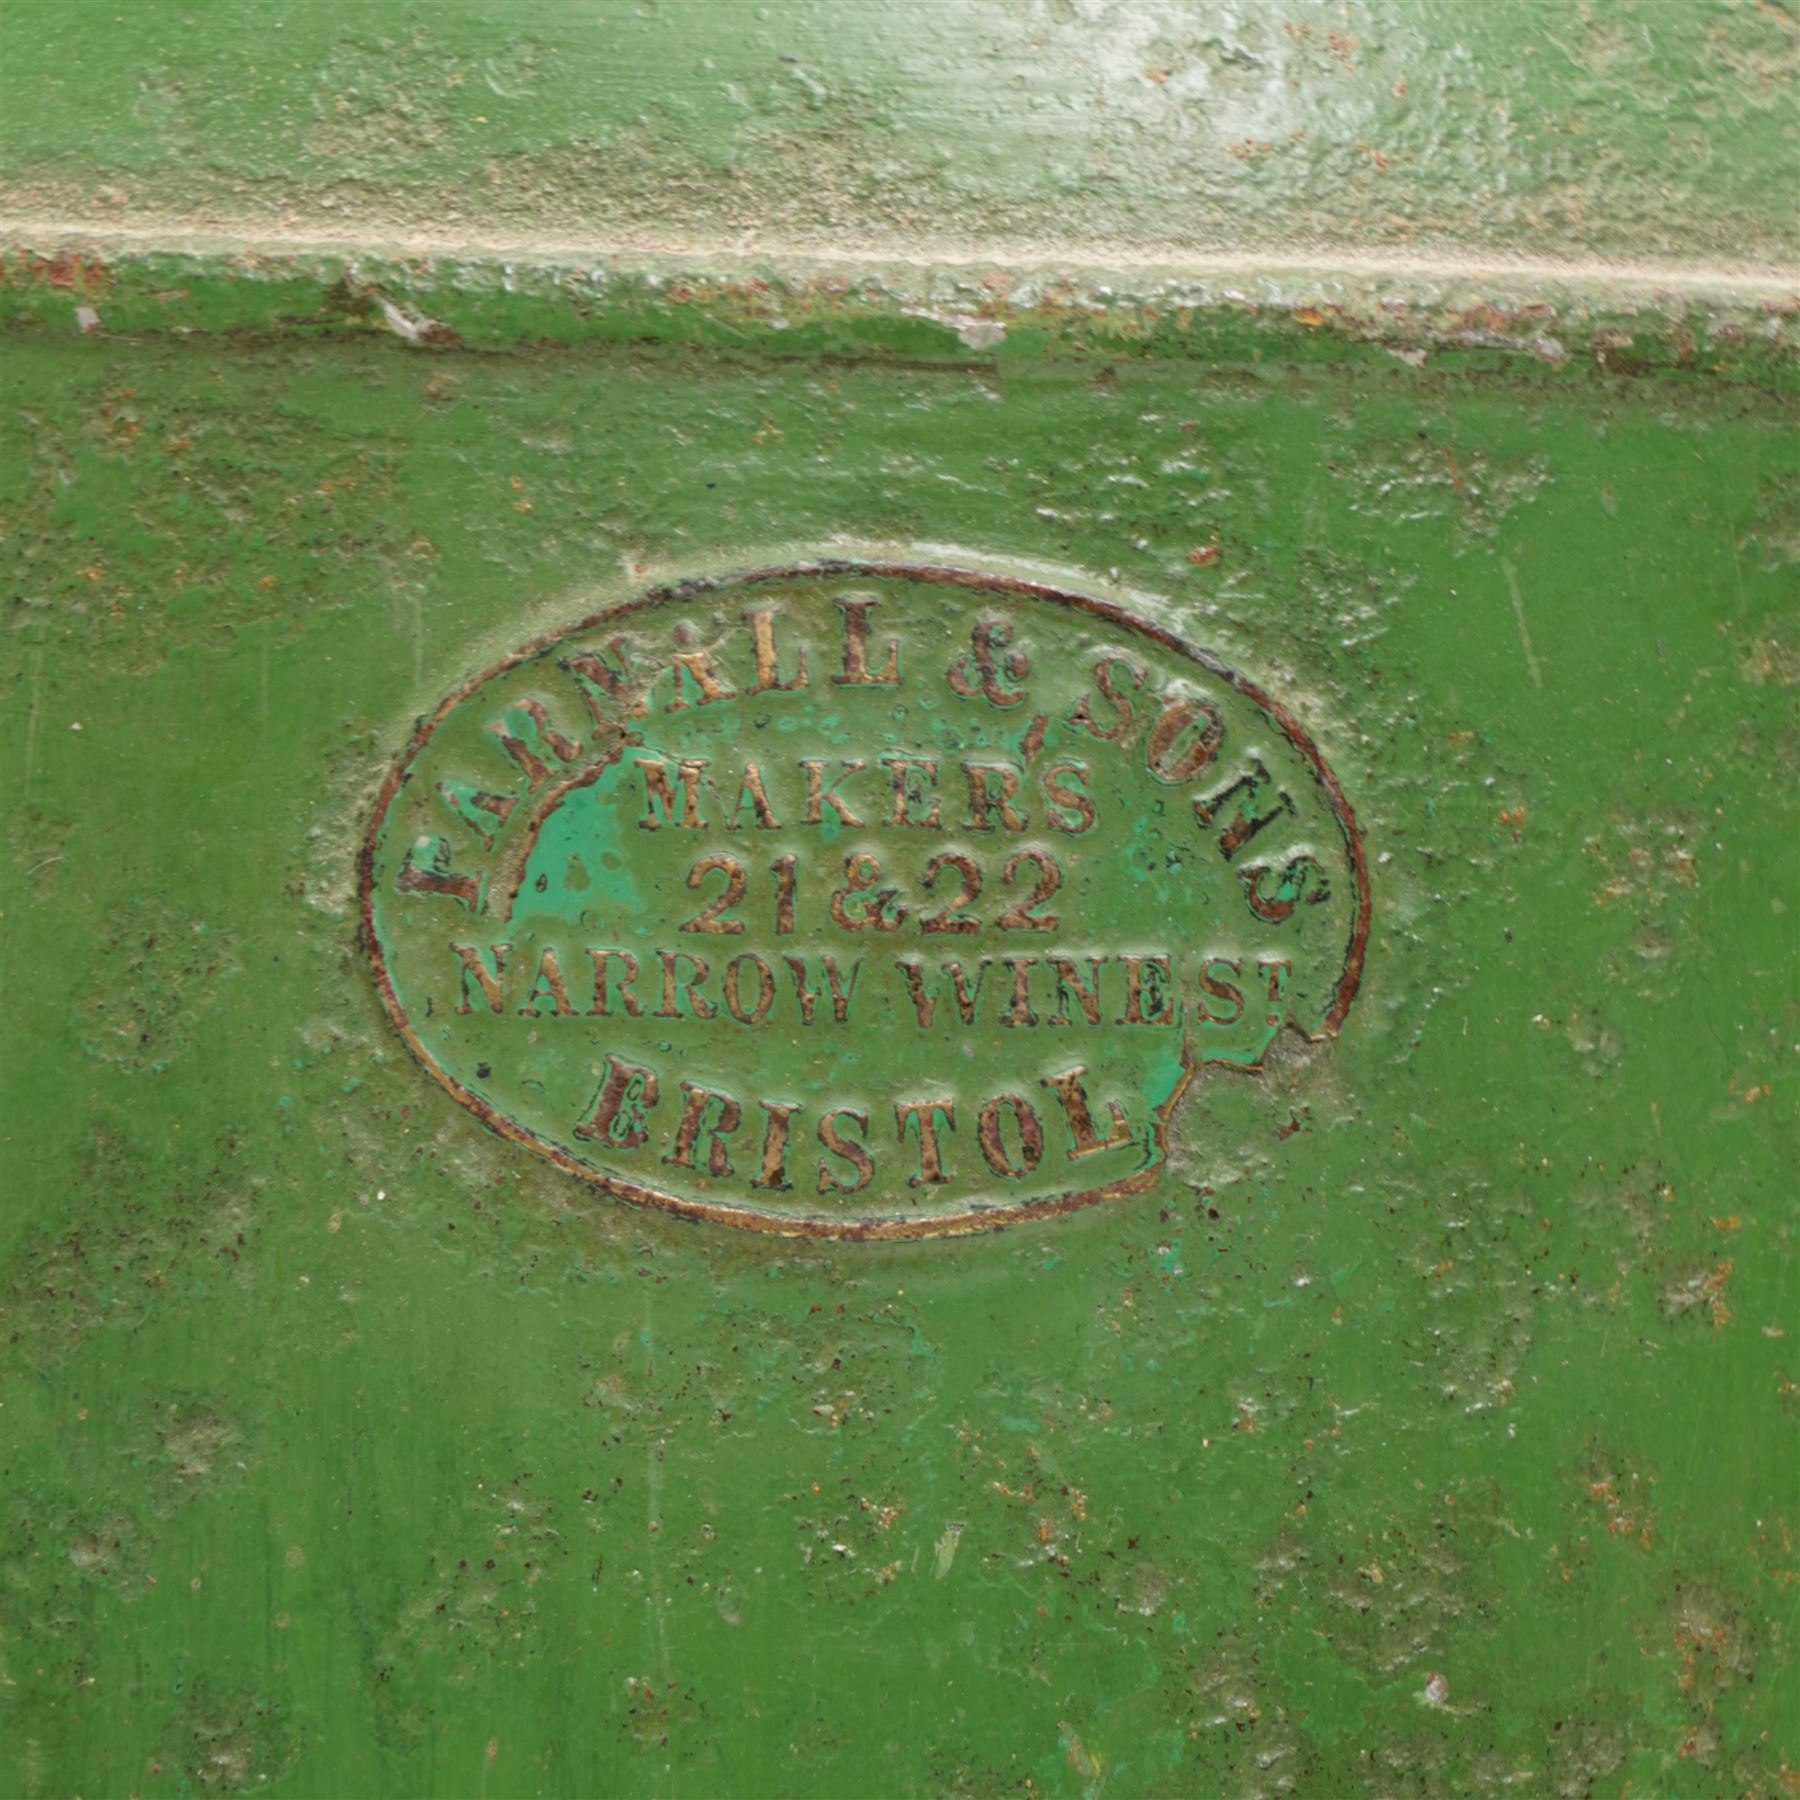 PARNALL & SONS
MAKERS
21 & 22
NARROW WINE ST
BRISTOL